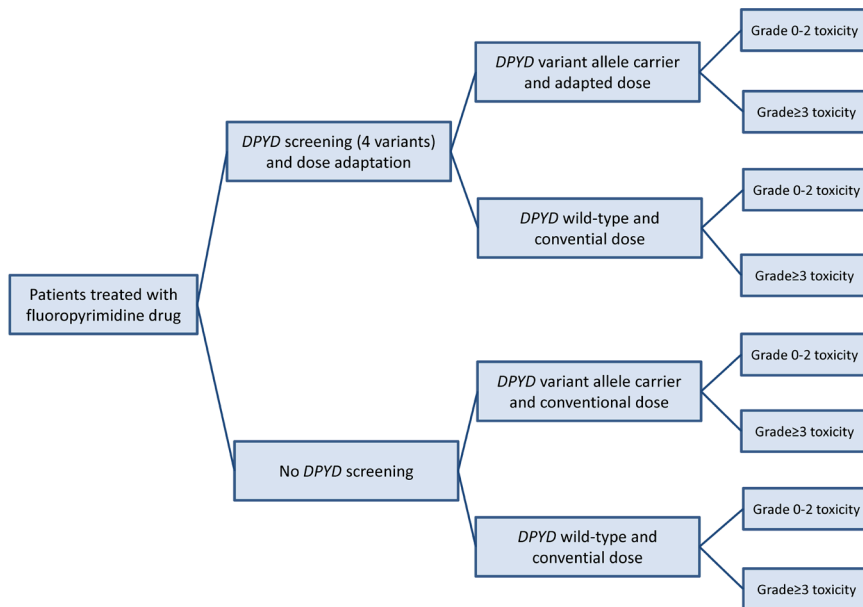 Patients treated with
fluoropyrimidine drug
DPYD screening (4 variants)
and dose adaptation
DPYD variant allele carrier
and adapted dose
Grade 0-2 toxicity
Grade≥3 toxicity
DPYD wild-type and
convential dose
Grade 0-2 toxicity
Grade≥3 toxicity
No DPYD screening
DPYD variant allele carrier
and conventional dose
Grade 0-2 toxicity
Grade≥3 toxicity
DPYD wild-type and
convential dose
Grade 0-2 toxicity
Grade≥3 toxicity